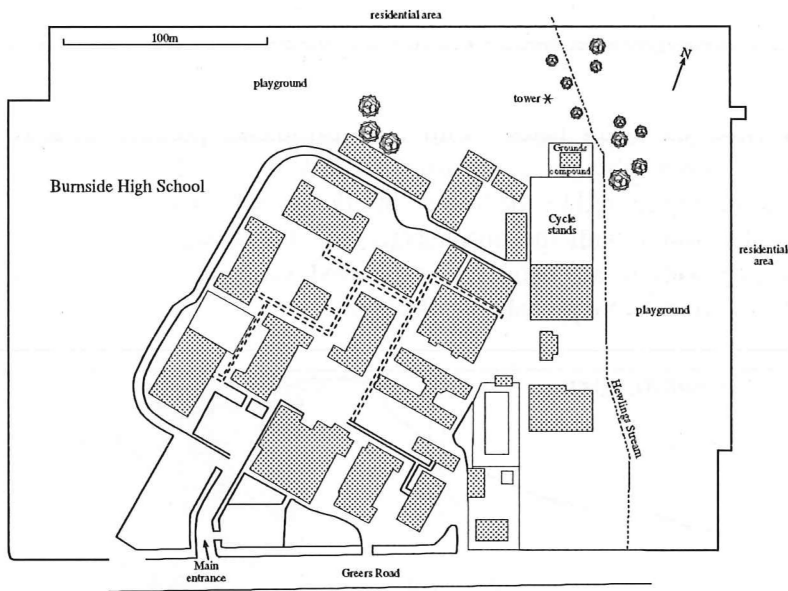 residential area
100m
N
playground
tower
Grounds
compound
Burnside High School
Cycle
stands
residential
area
playground
Hewlings Stream
Main
entrance
Greers Road